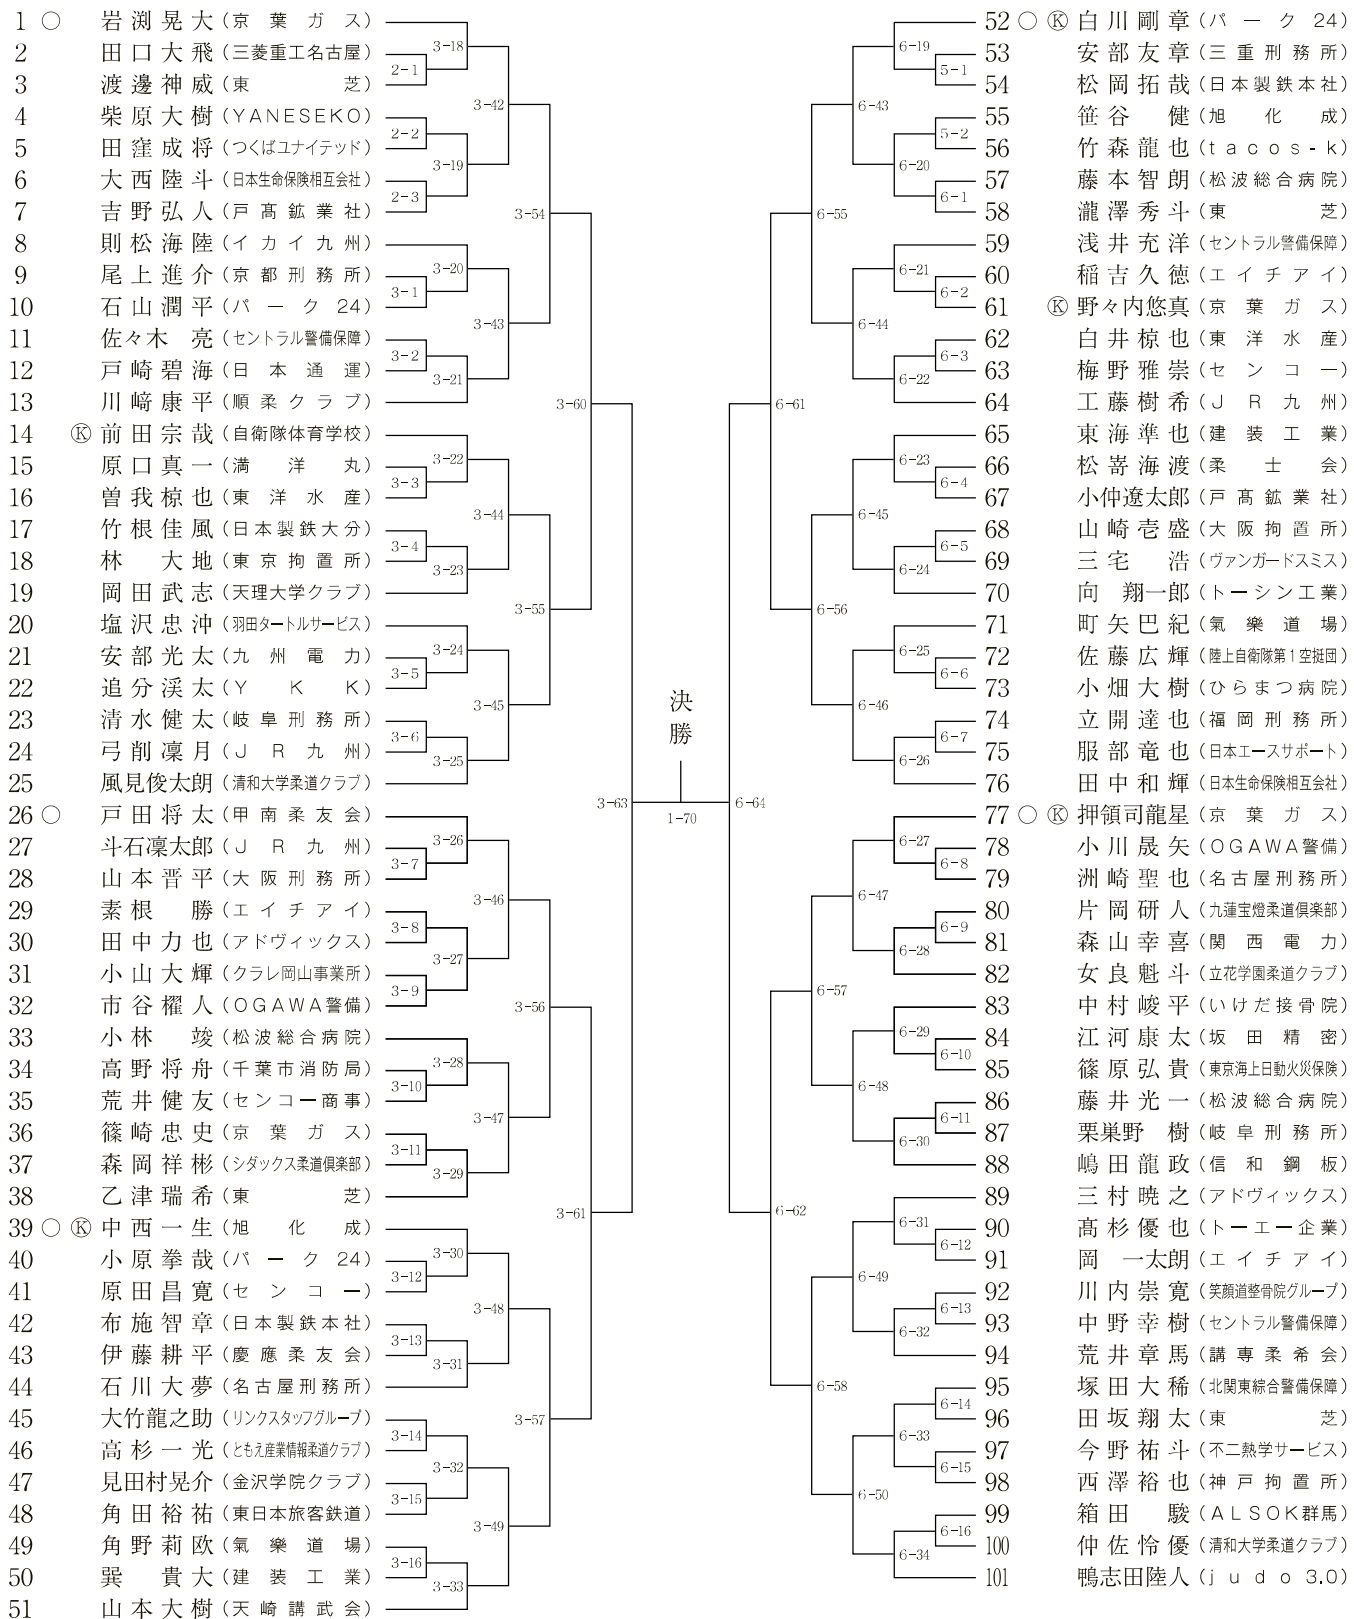 1 ○ 岩渕晃大 (京葉ガス)
2 田口大飛 (三菱重工名古屋)
3 渡邊神威 (東芝)
4 柴原大樹 (YANESEKO)
5 田窪成将 (つくばユナイテッド)
6 大西陸斗 (日本生命保険相互会社)
7 吉野弘人 (戸髙鉱業社)
8 則松海陸 (イカイ九州)
9 尾上進介 (京都刑務所)
10 石山潤平 (パーク24)
11 佐々木亮 (セントラル警備保障)
12 戸崎碧海 (日本通運)
13 川﨑康平 (順柔クラブ)
14 Ⓚ 前田宗哉 (自衛隊体育学校)
15 原口真一 (満洋丸)
16 曽我椋也 (東洋水産)
17 竹根佳風 (日本製鉄大分)
18 林大地 (東京拘置所)
19 岡田武志 (天理大学クラブ)
20 塩沢忠沖 (羽田タートルサービス)
21 安部光太 (九州電力)
22 追分渓太 (YKK)
23 清水健太 (岐阜刑務所)
24 弓削凜月 (JR九州)
25 風見俊太朗 (清和大学柔道クラブ)
26 ○ 戸田将太 (甲南柔友会)
27 斗石凜太郎 (JR九州)
28 山本晋平 (大阪刑務所)
29 素根勝 (エイチアイ)
30 田中力也 (アドヴィックス)
31 小山大輝 (クラレ岡山事業所)
32 市谷櫂人 (OGAWA警備)
33 小林竣 (松波総合病院)
34 高野将舟 (千葉市消防局)
35 荒井健友 (センコー商事)
36 篠崎忠史 (京葉ガス)
37 森岡祥彬 (シダックス柔道倶楽部)
38 乙津瑞希 (東芝)
39 ○ Ⓚ 中西一生 (旭化成)
40 小原拳哉 (パーク24)
41 原田昌寛 (センコー)
42 布施智章 (日本製鉄本社)
43 伊藤耕平 (慶應柔友会)
44 石川大夢 (名古屋刑務所)
45 大竹龍之助 (リンクスタッフグループ)
46 高杉一光 (ともえ産業情報柔道クラブ)
47 見田村晃介 (金沢学院クラブ)
48 角田裕祐 (東日本旅客鉄道)
49 角野莉欧 (氣樂道場)
50 巽貴大 (建装工業)
51 山本大樹 (天崎講武会)
2-1
2-2
2-3
3-1
3-2
3-3
3-4
3-5
3-6
3-7
3-8
3-9
3-10
3-11
3-12
3-13
3-14
3-15
3-16
3-18
3-19
3-20
3-21
3-22
3-23
3-24
3-25
3-26
3-27
3-28
3-29
3-30
3-31
3-32
3-33
3-42
3-43
3-44
3-45
3-46
3-47
3-48
3-49
3-54
3-55
3-56
3-57
3-60
3-61
3-63
決勝
1-70
6-64
6-61
6-62
6-55
6-56
6-57
6-58
6-43
6-44
6-45
6-46
6-47
6-48
6-49
6-50
6-19
6-20
6-21
6-22
6-23
6-24
6-25
6-26
6-27
6-28
6-29
6-30
6-31
6-32
6-33
6-34
5-1
5-2
6-1
6-2
6-3
6-4
6-5
6-6
6-7
6-8
6-9
6-10
6-11
6-12
6-13
6-14
6-15
6-16
52 ○ Ⓚ 白川剛章 (パーク24)
53 安部友章 (三重刑務所)
54 松岡拓哉 (日本製鉄本社)
55 笹谷健 (旭化成)
56 竹森龍也 (tacos-k)
57 藤本智朗 (松波総合病院)
58 瀧澤秀斗 (東芝)
59 浅井充洋 (セントラル警備保障)
60 稲吉久徳 (エイチアイ)
61 Ⓚ 野々内悠真 (京葉ガス)
62 白井椋也 (東洋水産)
63 梅野雅崇 (センコー)
64 工藤樹希 (JR九州)
65 東海準也 (建装工業)
66 松嵜海渡 (柔士会)
67 小仲遼太郎 (戸髙鉱業社)
68 山崎壱盛 (大阪拘置所)
69 三宅浩 (ヴァンガードスミス)
70 向翔一郎 (トーシン工業)
71 町矢巴紀 (氣樂道場)
72 佐藤広輝 (陸上自衛隊第1空挺団)
73 小畑大樹 (ひらまつ病院)
74 立開達也 (福岡刑務所)
75 服部竜也 (日本エースサポート)
76 田中和輝 (日本生命保険相互会社)
77 ○ Ⓚ 押領司龍星 (京葉ガス)
78 小川晟矢 (OGAWA警備)
79 洲崎聖也 (名古屋刑務所)
80 片岡研人 (九蓮宝燈柔道倶楽部)
81 森山幸喜 (関西電力)
82 女良魁斗 (立花学園柔道クラブ)
83 中村峻平 (いけだ接骨院)
84 江河康太 (坂田精密)
85 篠原弘貴 (東京海上日動火災保険)
86 藤井光一 (松波総合病院)
87 栗巣野樹 (岐阜刑務所)
88 嶋田龍政 (信和鋼板)
89 三村暁之 (アドヴィックス)
90 髙杉優也 (トーエー企業)
91 岡一太朗 (エイチアイ)
92 川内崇寛 (笑顔道整骨院グループ)
93 中野幸樹 (セントラル警備保障)
94 荒井章馬 (講専柔希会)
95 塚田大稀 (北関東綜合警備保障)
96 田坂翔太 (東芝)
97 今野祐斗 (不二熱学サービス)
98 西澤裕也 (神戸拘置所)
99 箱田駿 (ALSOK群馬)
100 仲佐怜優 (清和大学柔道クラブ)
101 鴨志田陸人 (judo 3.0)